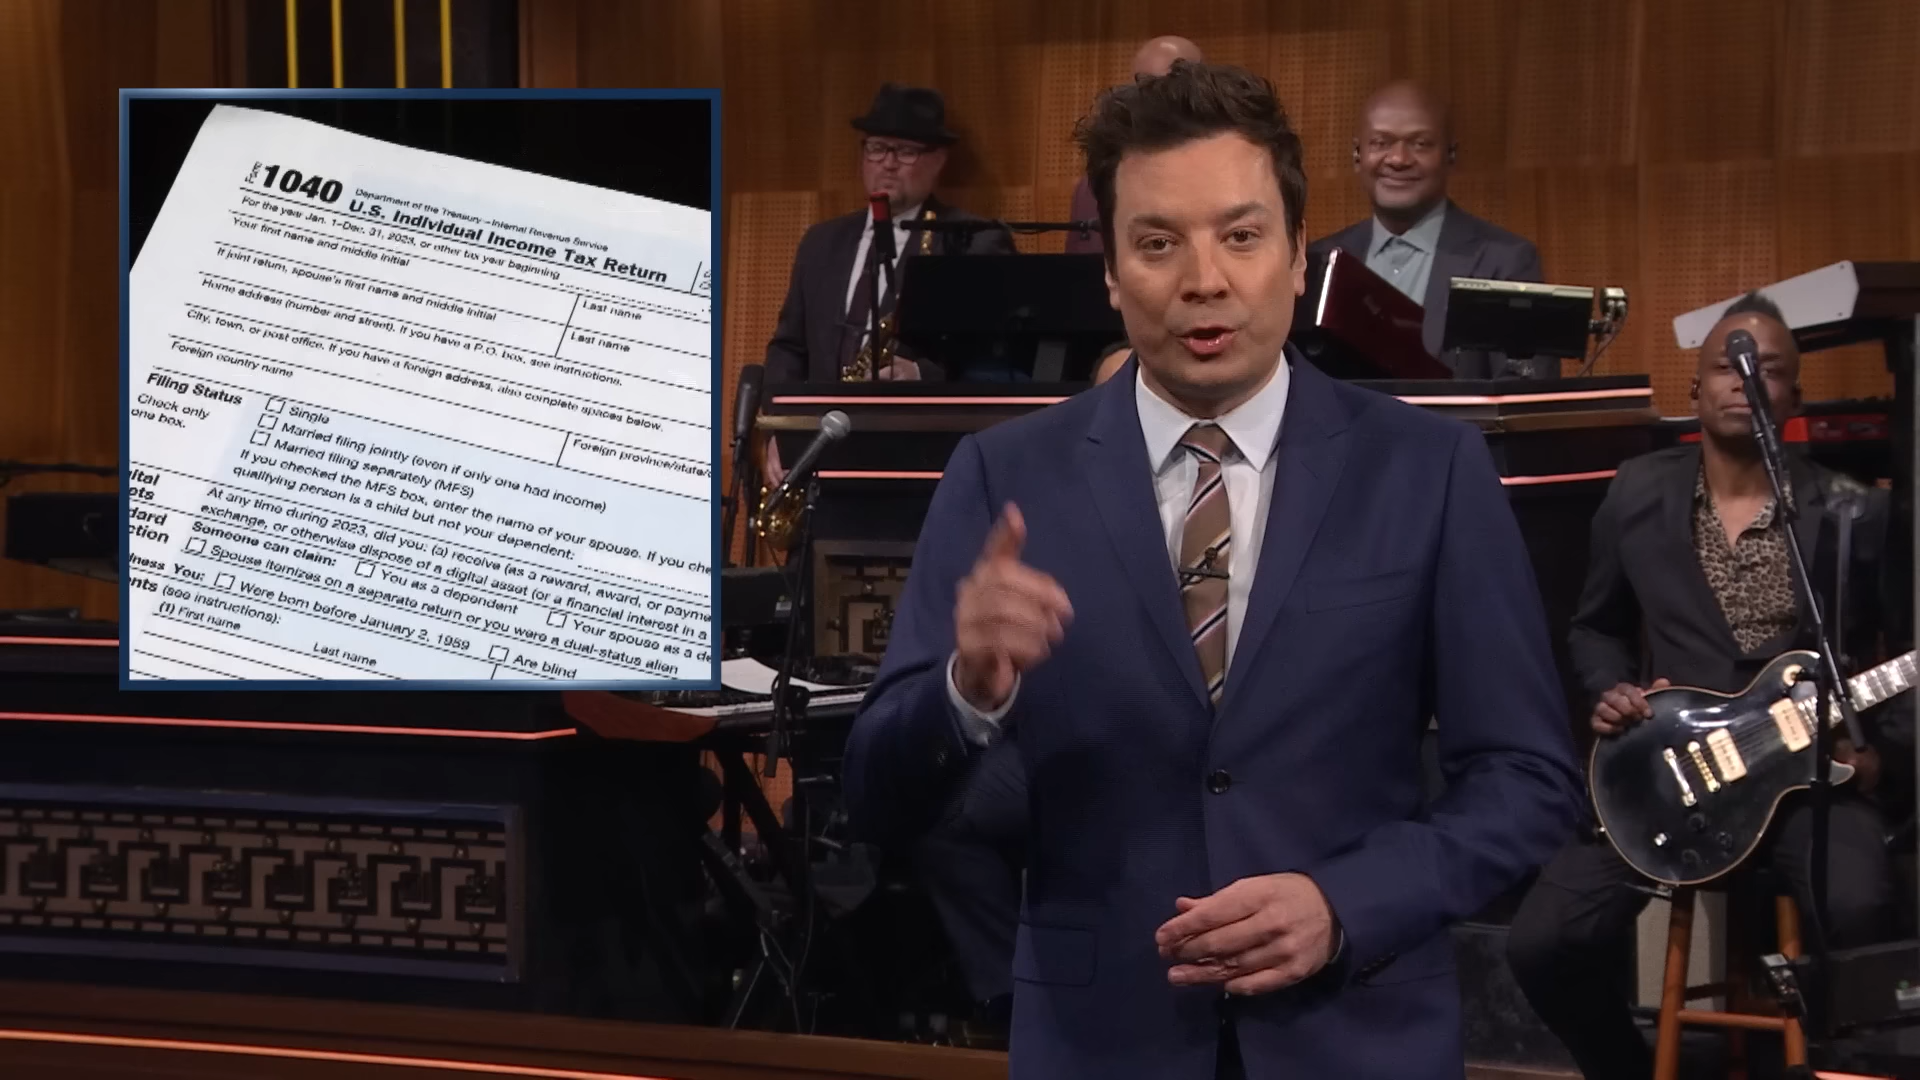 FORM 1040 Department of the Treasury—Internal Revenue Service
U.S. Individual Income Tax Return
For the year Jan. 1–Dec. 31, 2023, or other tax year beginning
Your first name and middle initial
Last name
If joint return, spouse's first name and middle initial
Last name
Home address (number and street). If you have a P.O. box, see instructions.
City, town, or post office. If you have a foreign address, also complete spaces below.
Foreign country name
Foreign province/state/c
Filing Status
Check only
one box.
Single
Married filing jointly (even if only one had income)
Married filing separately (MFS)
If you checked the MFS box, enter the name of your spouse. If you che
qualifying person is a child but not your dependent:
ital
ets
At any time during 2023, did you: (a) receive (as a reward, award, or payme
exchange, or otherwise dispose of a digital asset (or a financial interest in a
dard
ction
Someone can claim: You as a dependent Your spouse as a de
Spouse itemizes on a separate return or you were a dual-status alien
ness You: Were born before January 2, 1959 Are blind
nts (see instructions):
(1) First name Last name